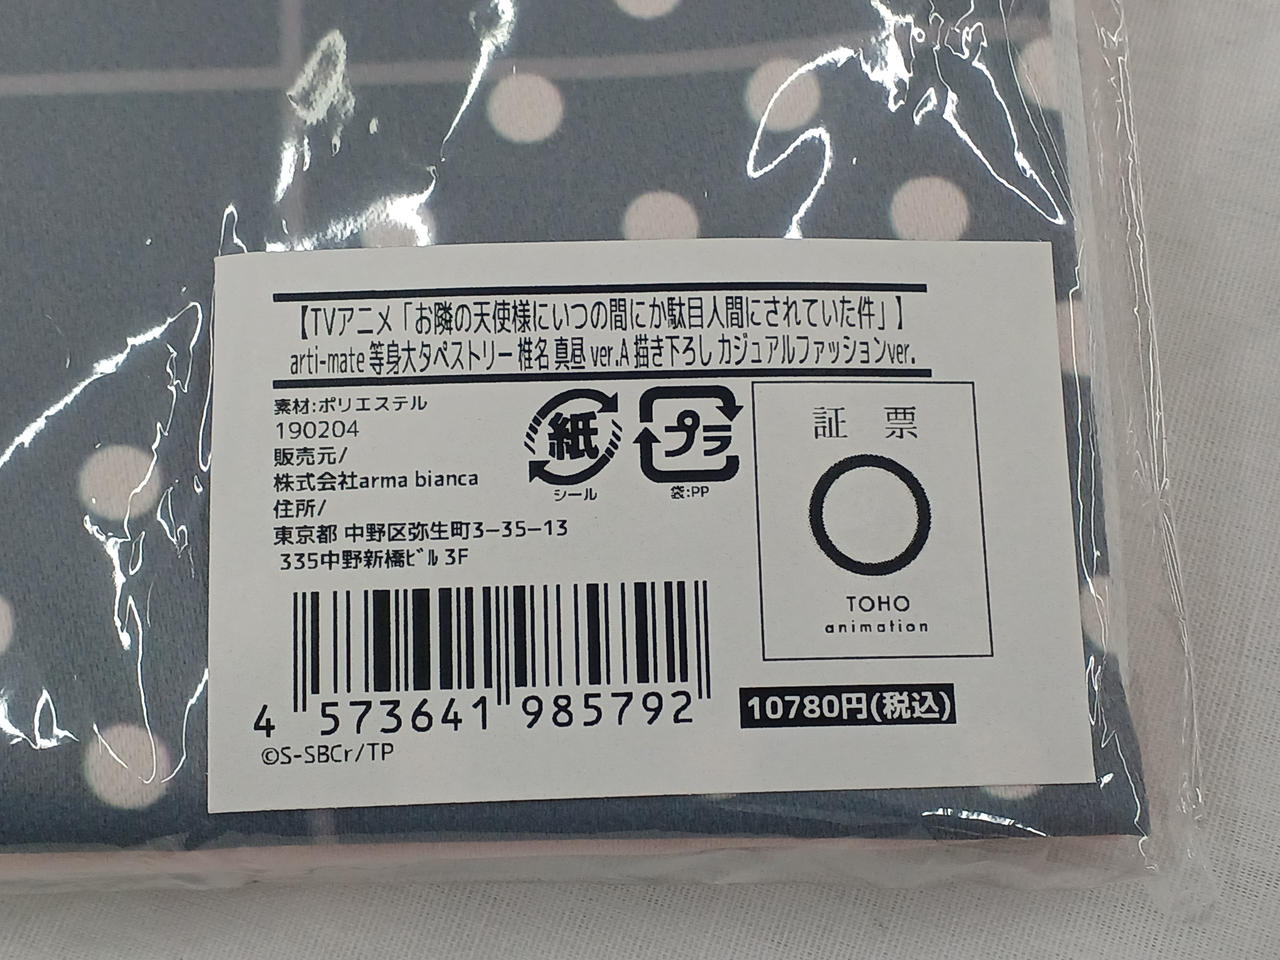 【TVアニメ「お隣の天使様にいつの間にか駄目人間にされていた件」】
arti-mate 等身大タペストリー 椎名 真昼 ver.A 描き下ろし カジュアルファッションver.
素材:ポリエステル
190204
販売元/
株式会社arma bianca
住所/
東京都 中野区弥生町3-35-13
335中野新橋ﾋﾞﾙ 3F
紙
シール
プラ
袋:PP
証 票
TOHO
animation
4 573641 985792
10780円(税込)
©S-SBCr/TP